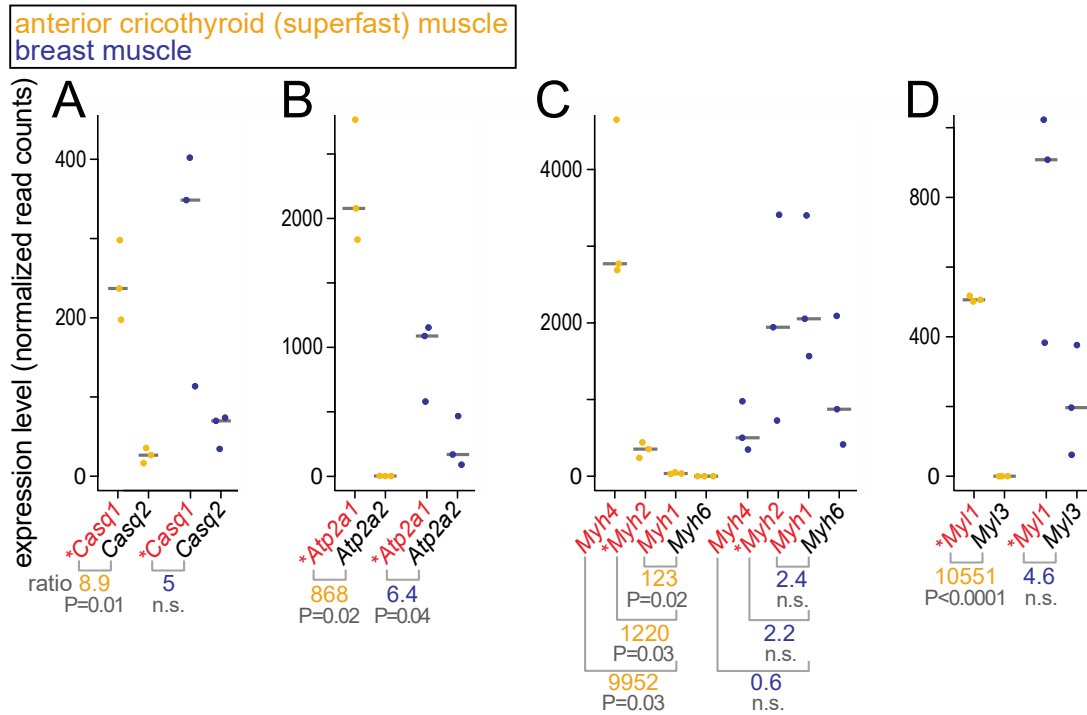 anterior cricothyroid (superfast) muscle
breast muscle
expression level (normalized read counts)
A
400
200
0
*Casq1
Casq2
*Casq1
Casq2
ratio 8.9 5
P=0.01 n.s.
B
2000
1000
0
*Atp2a1
Atp2a2
*Atp2a1
Atp2a2
868 6.4
P=0.02 P=0.04
C
4000
2000
0
Myh4
*Myh2
Myh1
Myh6
Myh4
*Myh2
Myh1
Myh6
123 2.4
P=0.02 n.s.
1220 2.2
P=0.03 n.s.
9952 0.6
P=0.03 n.s.
D
800
400
0
*Myl1
Myl3
*Myl1
Myl3
10551 4.6
P<0.0001 n.s.